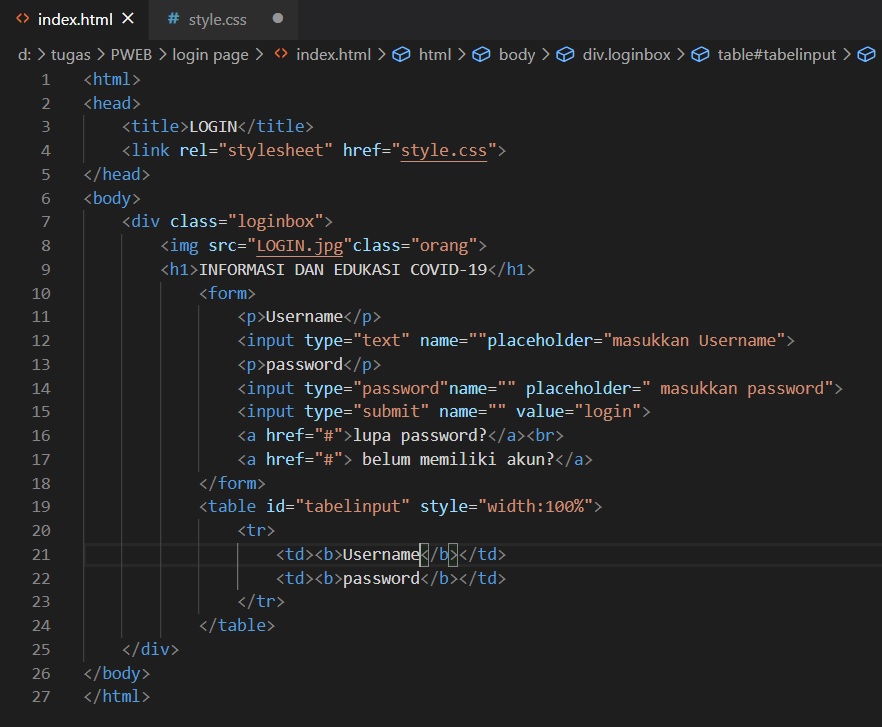 index.html
style.css
d: > tugas > PWEB > login page > index.html > html > body > div.loginbox > table#tabelinput >
1 <html>
2 <head>
3 <title>LOGIN</title>
4 <link rel="stylesheet" href="style.css">
5 </head>
6 <body>
7 <div class="loginbox">
8 <img src="LOGIN.jpg"class="orang">
9 <h1>INFORMASI DAN EDUKASI COVID-19</h1>
10 <form>
11 <p>Username</p>
12 <input type="text" name=""placeholder="masukkan Username">
13 <p>password</p>
14 <input type="password"name="" placeholder=" masukkan password">
15 <input type="submit" name="" value="login">
16 <a href="#">lupa password?</a><br>
17 <a href="#"> belum memiliki akun?</a>
18 </form>
19 <table id="tabelinput" style="width:100%">
20 <tr>
21 <td><b>Username</b></td>
22 <td><b>password</b></td>
23 </tr>
24 </table>
25 </div>
26 </body>
27 </html>